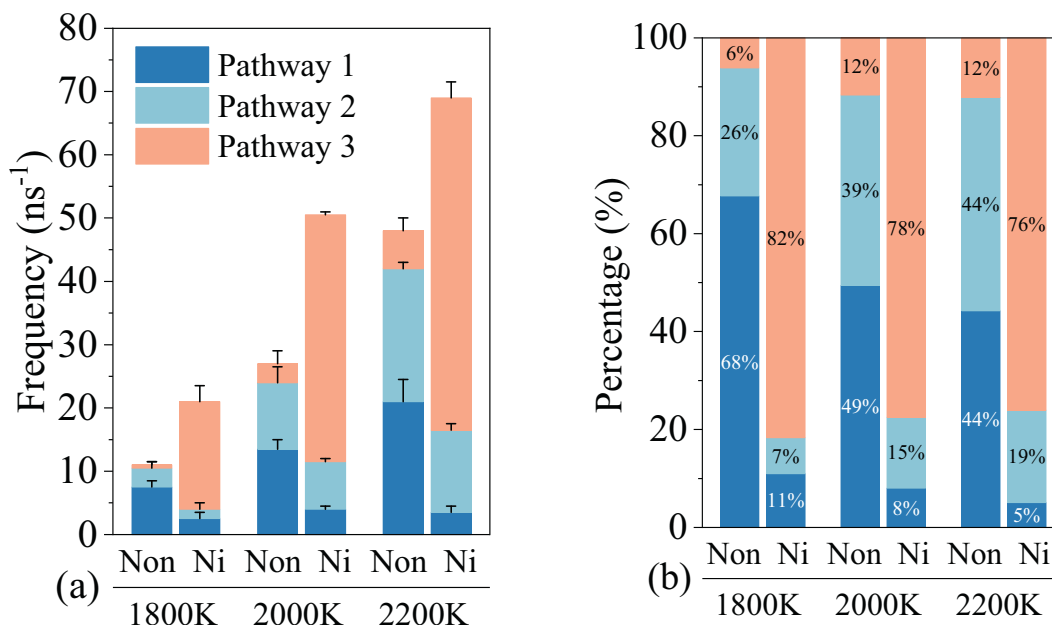 80
70
60
50
40
30
20
10
0
Frequency (ns⁻¹)
Pathway 1
Pathway 2
Pathway 3
Non Ni Non Ni Non Ni
1800K 2000K 2200K
(a)
100
80
60
40
20
0
Percentage (%)
6% 12% 12%
26% 39% 44%
82% 78% 76%
68% 49% 44%
7% 15% 19%
11% 8% 5%
Non Ni Non Ni Non Ni
1800K 2000K 2200K
(b)